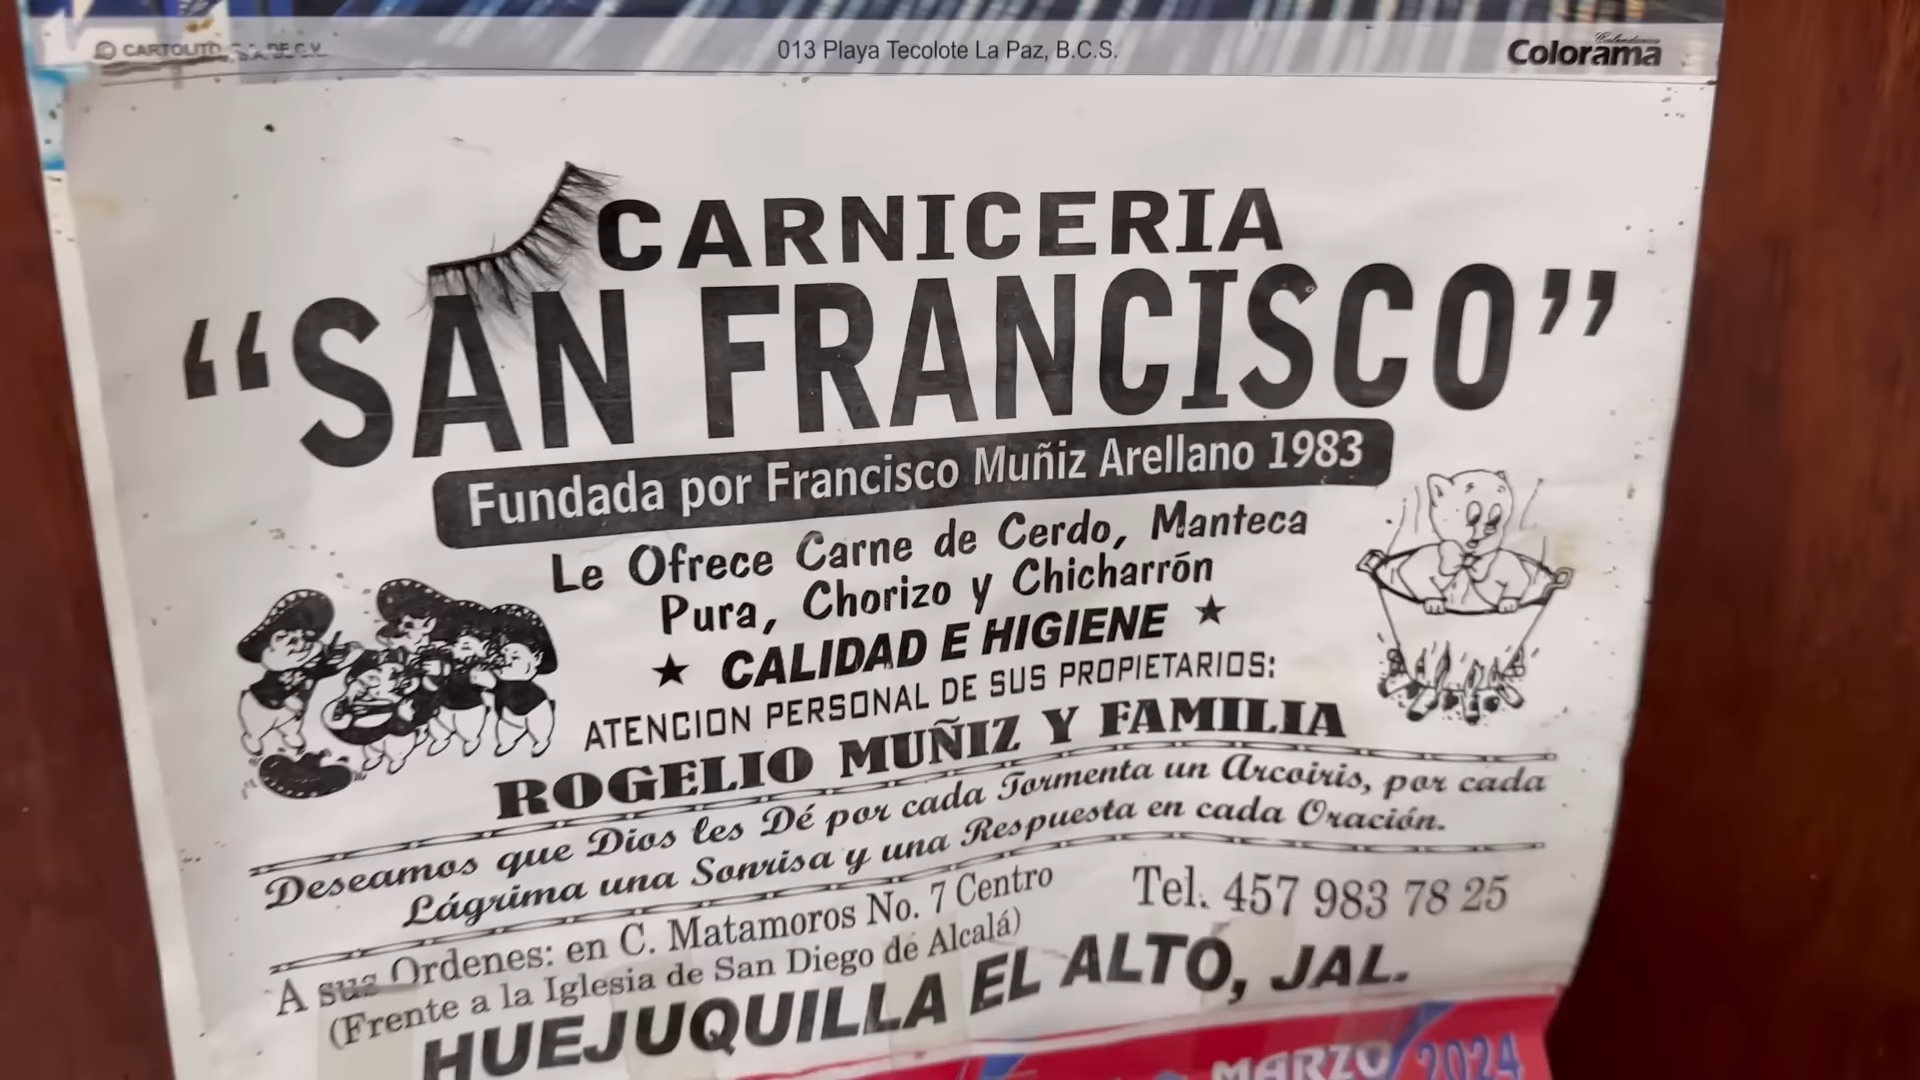 © CARTOLITO, S.A. DE C.V.
013 Playa Tecolote La Paz, B.C.S.
Calendarios
Colorama
CARNICERIA
“SAN FRANCISCO”
Fundada por Francisco Muñiz Arellano 1983
Le Ofrece Carne de Cerdo, Manteca
Pura, Chorizo y Chicharrón
★ CALIDAD E HIGIENE ★
ATENCION PERSONAL DE SUS PROPIETARIOS:
ROGELIO MUÑIZ Y FAMILIA
Deseamos que Dios les Dé por cada Tormenta un Arcoiris, por cada
Lágrima una Sonrisa y una Respuesta en cada Oración.
A sus Ordenes: en C. Matamoros No. 7 Centro
(Frente a la Iglesia de San Diego de Alcalá)
Tel. 457 983 78 25
HUEJUQUILLA EL ALTO, JAL.
MARZO 2024